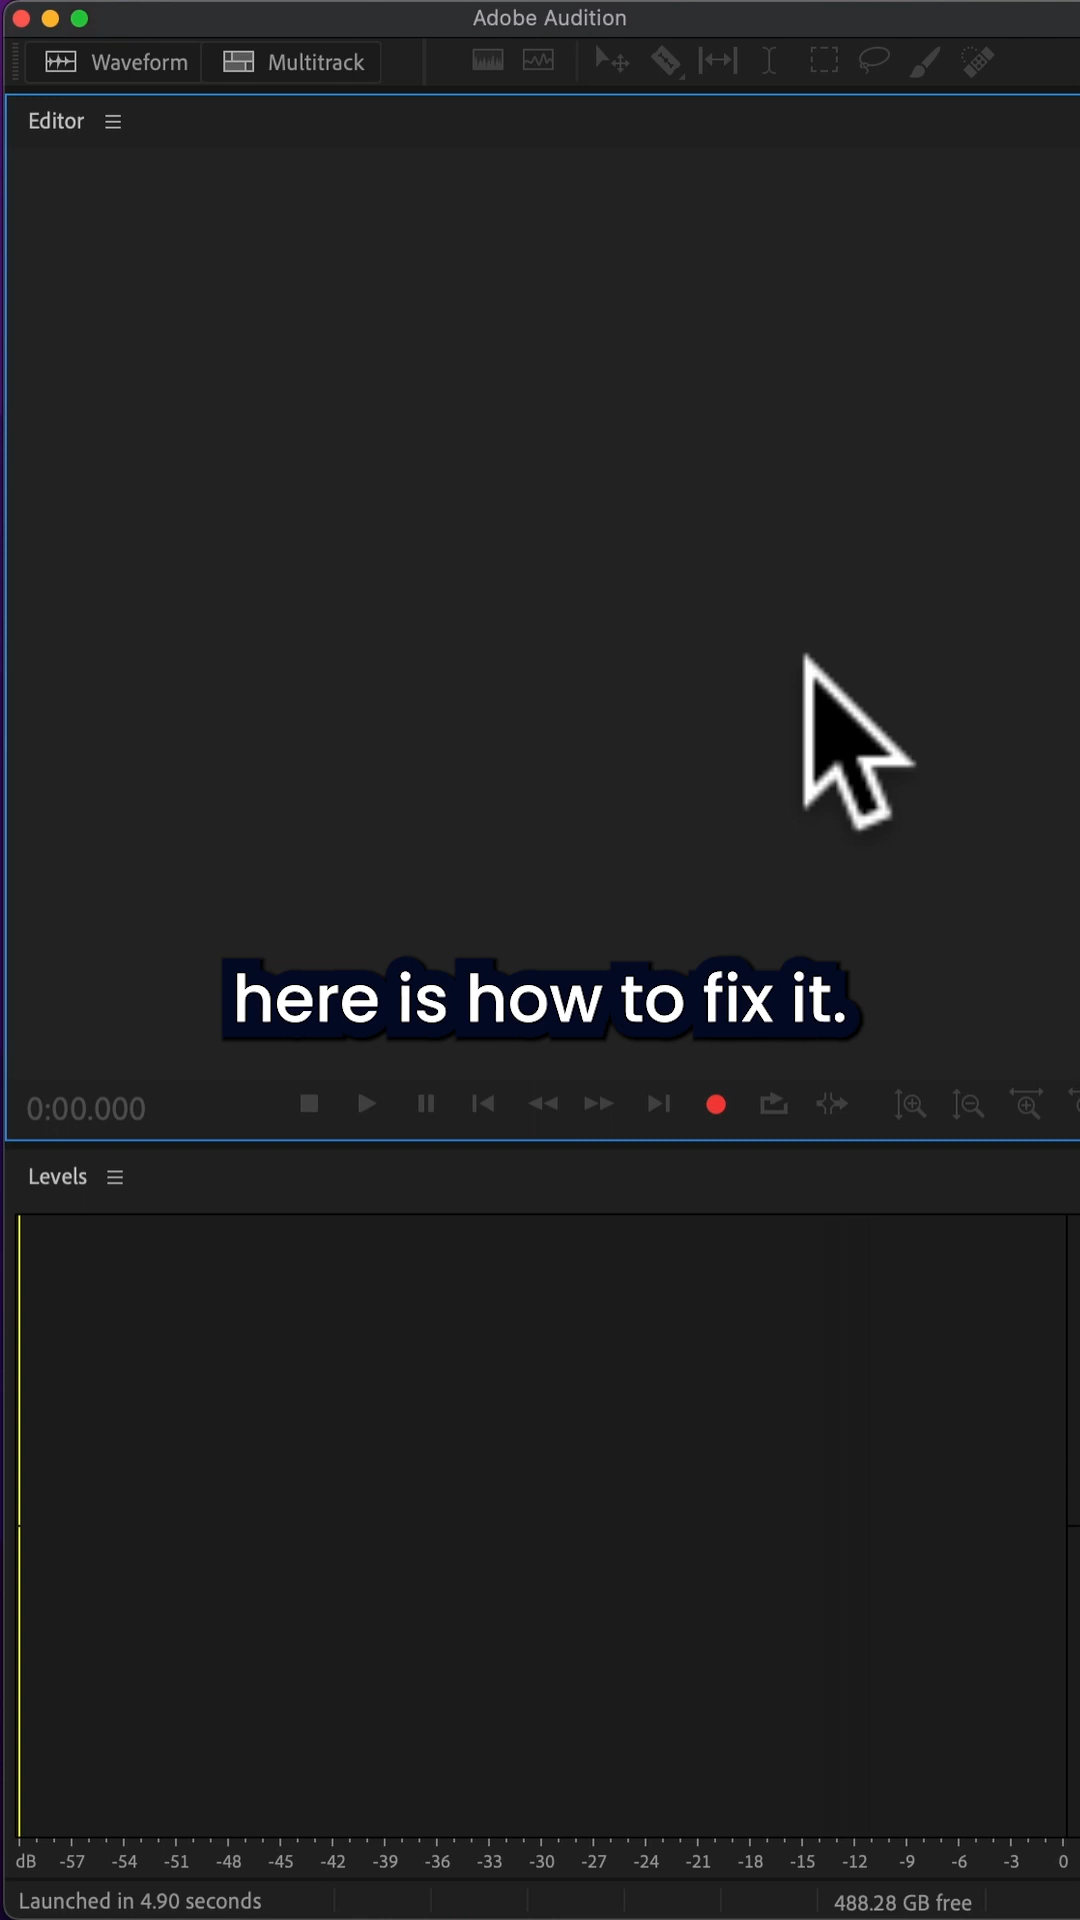 Adobe Audition
Waveform Multitrack
Editor
here is how to fix it.
0:00.000
Levels
dB -57 -54 -51 -48 -45 -42 -39 -36 -33 -30 -27 -24 -21 -18 -15 -12 -9 -6 -3 0
Launched in 4.90 seconds 488.28 GB free